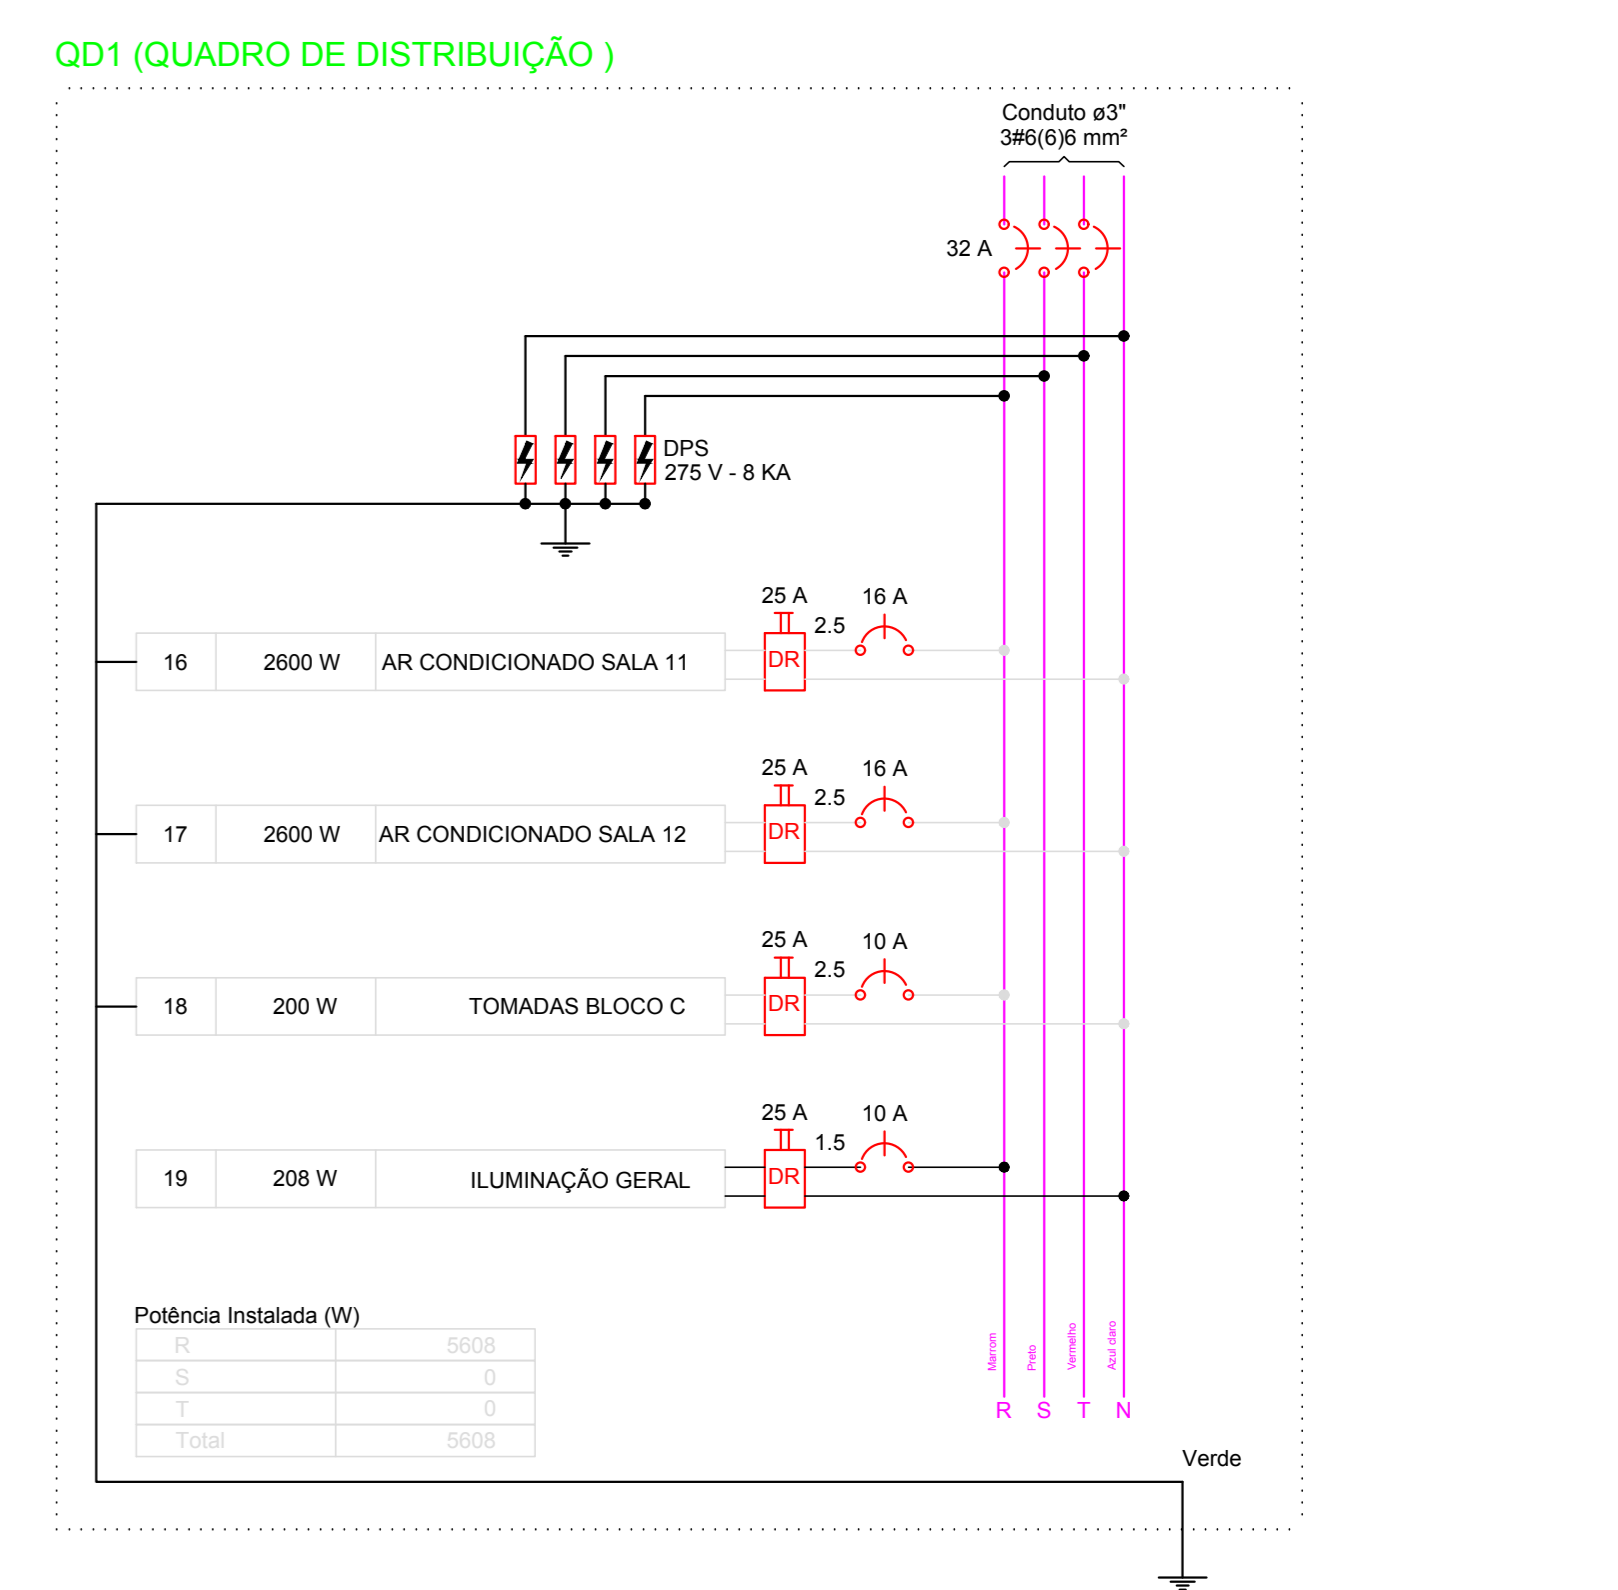 QD1 (QUADRO DE DISTRIBUIÇÃO )
Conduto ø3"
3#6(6)6 mm²
32 A
DPS
275 V - 8 KA
25 A
16 A
2.5
16
2600 W
AR CONDICIONADO SALA 11
DR
25 A
16 A
2.5
17
2600 W
AR CONDICIONADO SALA 12
DR
25 A
10 A
2.5
18
200 W
TOMADAS BLOCO C
DR
25 A
10 A
1.5
19
208 W
ILUMINAÇÃO GERAL
DR
Potência Instalada (W)
R 5608
S 0
T 0
Total 5608
Marrom
Preto
Vermelho
Azul claro
R S T N
Verde